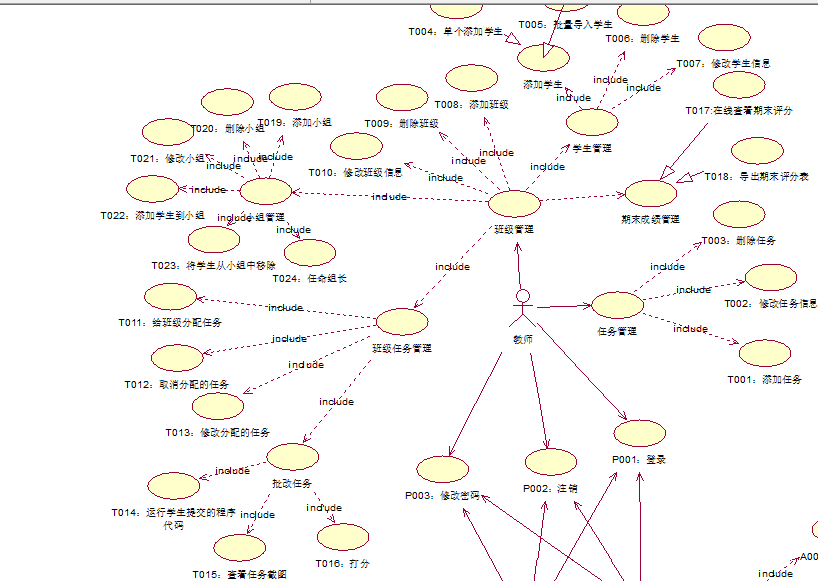 T005：批量导入学生
T004：单个添加学生
T006：删除学生
T007：修改学生信息
添加学生
include
include
include
T008：添加班级
T017:在线查看期末评分
T019：添加小组
T020：删除小组
T009：删除班级
学生管理
include
T021：修改小组
include
include
include
include
include
T010：修改班级信息
include
T018：导出期末评分表
include
include
T022：添加学生到小组
include
小组管理
班级管理
期末成绩管理
include
T003：删除任务
T023：将学生从小组中移除
T024：任命组长
include
include
include
T002：修改任务信息
T011：给班级分配任务
include
任务管理
include
include
教师
班级任务管理
include
T012：取消分配的任务
T001：添加任务
include
T013：修改分配的任务
P001：登录
include
批改任务
P003：修改密码
P002：注销
T014：运行学生提交的程序
代码
include
include
T016：打分
T015：查看任务截图
include
A00